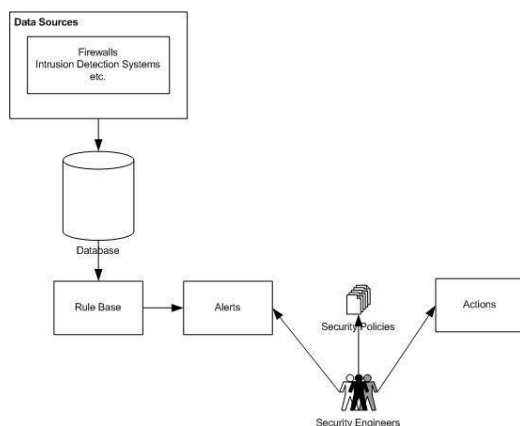 Data Sources
Firewalls
Intrusion Detection Systems
etc.
Database
Rule Base
Alerts
Security Policies
Actions
Security Engineers